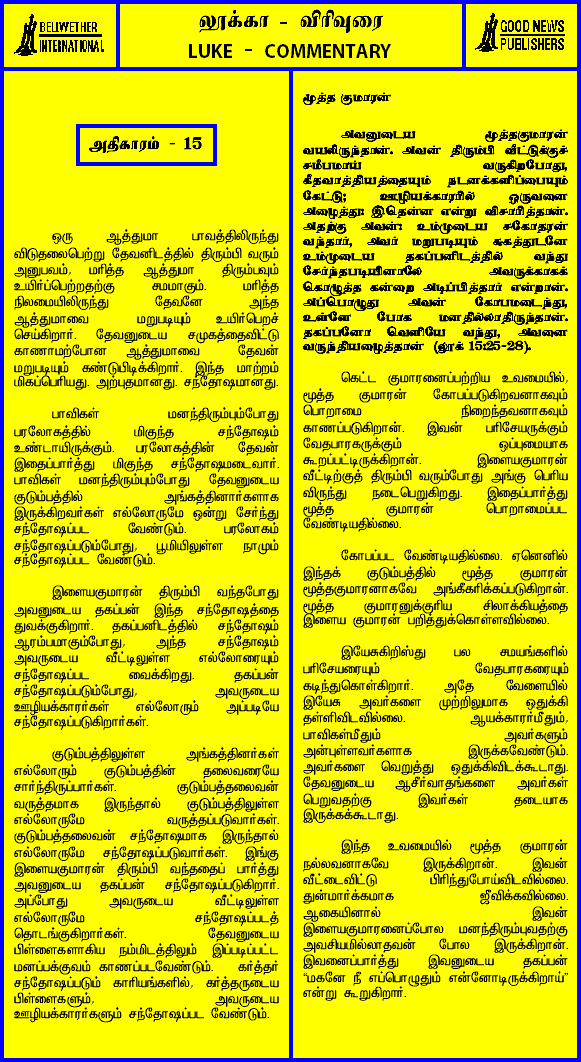 BELLWETHER
INTERNATIONAL
லூக்கா - விரிவுரை
LUKE - COMMENTARY
GOOD NEWS
PUBLISHERS
அதிகாரம் - 15
ஒரு ஆத்துமா பாவத்திலிருந்து
விடுதலைபெற்று தேவனிடத்தில் திரும்பி வரும்
அனுபவம், மரித்த ஆத்துமா திரும்பவும்
உயிர்ப்பெற்றதற்கு சமமாகும். மரித்த
நிலமையிலிருந்து தேவனே அந்த
ஆத்துமாவை மறுபடியும் உயிர்பெறச்
செய்கிறார். தேவனுடைய சமுகத்தைவிட்டு
காணாமற்போன ஆத்துமாவை தேவன்
மறுபடியும் கண்டுபிடிக்கிறார். இந்த மாற்றம்
மிகப்பெரியது. அற்புதமானது. சந்தோஷமானது.
பாவிகள் மனந்திரும்பும்போது
பரலோகத்தில் மிகுந்த சந்தோஷம்
உண்டாயிருக்கும். பரலோகத்தின் தேவன்
இதைப்பார்த்து மிகுந்த சந்தோஷமடைவார்.
பாவிகள் மனந்திரும்பும்போது தேவனுடைய
குடும்பத்தில் அங்கத்தினர்களாக
இருக்கிறவர்கள் எல்லோருமே ஒன்று சேர்ந்து
சந்தோஷப்பட வேண்டும். பரலோகம்
சந்தோஷப்படும்போது, பூமியிலுள்ள நாமும்
சந்தோஷப்பட வேண்டும்.
இளையகுமாரன் திரும்பி வந்தபோது
அவனுடைய தகப்பன் இந்த சந்தோஷத்தை
துவக்குகிறார். தகப்பனிடத்தில் சந்தோஷம்
ஆரம்பமாகும்போது, அந்த சந்தோஷம்
அவருடைய வீட்டிலுள்ள எல்லோரையும்
சந்தோஷப்பட வைக்கிறது. தகப்பன்
சந்தோஷப்படும்போது, அவருடைய
ஊழியக்காரர்கள் எல்லோரும் அப்படியே
சந்தோஷப்படுகிறார்கள்.
குடும்பத்திலுள்ள அங்கத்தினர்கள்
எல்லோரும் குடும்பத்தின் தலைவரையே
சார்ந்திருப்பார்கள். குடும்பத்தலைவன்
வருத்தமாக இருந்தால் குடும்பத்திலுள்ள
எல்லோருமே வருத்தப்படுவார்கள்.
குடும்பத்தலைவன் சந்தோஷமாக இருந்தால்
எல்லோருமே சந்தோஷப்படுவார்கள். இங்கு
இளையகுமாரன் திரும்பி வந்ததைப் பார்த்து
அவனுடைய தகப்பன் சந்தோஷப்படுகிறார்.
அப்போது அவருடைய வீட்டிலுள்ள
எல்லோருமே சந்தோஷப்படத்
தொடங்குகிறார்கள். தேவனுடைய
பிள்ளைகளாகிய நம்மிடத்திலும் இப்படிப்பட்ட
மனப்பக்குவம் காணப்படவேண்டும். கர்த்தர்
சந்தோஷப்படும் காரியங்களில், கர்த்தருடைய
பிள்ளைகளும், அவருடைய
ஊழியக்காரர்களும் சந்தோஷப்பட வேண்டும்.
மூத்த குமாரன்
அவனுடைய மூத்தகுமாரன்
வயலிருந்தான். அவன் திரும்பி வீட்டுக்குச்
சமீபமாய் வருகிறபோது,
கீதவாத்தியத்தையும் நடனக்களிப்பையும்
கேட்டு; ஊழியக்காரரில் ஒருவனை
அழைத்து: இதென்ன என்று விசாரித்தான்.
அதற்கு அவன்: உம்முடைய சகோதரன்
வந்தார், அவர் மறுபடியும் சுகத்துடனே
உம்முடைய தகப்பனிடத்தில் வந்து
சேர்ந்தபடியினாலே அவருக்காகக்
கொழுத்த கன்றை அடிப்பித்தார் என்றான்.
அப்பொழுது அவன் கோபமடைந்து,
உள்ளே போக மனதில்லாதிருந்தான்.
தகப்பனோ வெளியே வந்து, அவனை
வருந்தியழைத்தான் (லூக் 15:25-28).
கெட்ட குமாரனைப்பற்றிய உவமையில்,
மூத்த குமாரன் கோபப்படுகிறவனாகவும்
பொறாமை நிறைந்தவனாகவும்
காணப்படுகிறான். இவன் பரிசேயருக்கும்
வேதபாரகருக்கும் ஒப்புமையாக
கூறப்பட்டிருக்கிறான். இளையகுமாரன்
வீட்டிற்குத் திரும்பி வரும்போது அங்கு பெரிய
விருந்து நடைபெறுகிறது. இதைப்பார்த்து
மூத்த குமாரன் பொறாமைப்பட
வேண்டியதில்லை.
கோபப்பட வேண்டியதில்லை. ஏனெனில்
இந்தக் குடும்பத்தில் மூத்த குமாரன்
மூத்தகுமாரனாகவே அங்கீகரிக்கப்படுகிறான்.
மூத்த குமாரனுக்குரிய சிலாக்கியத்தை
இளைய குமாரன் பறித்துக்கொள்ளவில்லை.
இயேசுகிறிஸ்து பல சமயங்களில்
பரிசேயரையும் வேதபாரகரையும்
கடிந்துகொள்கிறார். அதே வேளையில்
இயேசு அவர்களை முற்றிலுமாக ஒதுக்கி
தள்ளிவிடவில்லை. ஆயக்காரர்மீதும்,
பாவிகள்மீதும் அவர்களும்
அன்புள்ளவர்களாக இருக்கவேண்டும்.
அவர்களை வெறுத்து ஒதுக்கிவிடக்கூடாது.
தேவனுடைய ஆசீர்வாதங்களை அவர்கள்
பெறுவதற்கு இவர்கள் தடையாக
இருக்கக்கூடாது.
இந்த உவமையில் மூத்த குமாரன்
நல்லவனாகவே இருக்கிறான். இவன்
வீட்டைவிட்டு பிரிந்துபோய்விடவில்லை.
துன்மார்க்கமாக ஜீவிக்கவில்லை.
ஆகையினால் இவன்
இளையகுமாரனைப்போல மனந்திரும்புவதற்கு
அவசியமில்லாதவன் போல இருக்கிறான்.
இவனைப்பார்த்து இவனுடைய தகப்பன்
“மகனே நீ எப்பொழுதும் என்னோடிருக்கிறாய்”
என்று கூறுகிறார்.